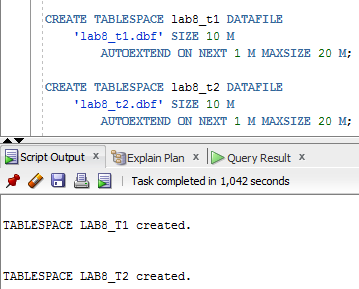 CREATE TABLESPACE lab8_t1 DATAFILE
'lab8_t1.dbf' SIZE 10 M
AUTOEXTEND ON NEXT 1 M MAXSIZE 20 M;
CREATE TABLESPACE lab8_t2 DATAFILE
'lab8_t2.dbf' SIZE 10 M
AUTOEXTEND ON NEXT 1 M MAXSIZE 20 M;
Script Output x Explain Plan x Query Result x
Task completed in 1,042 seconds
TABLESPACE LAB8_T1 created.
TABLESPACE LAB8_T2 created.